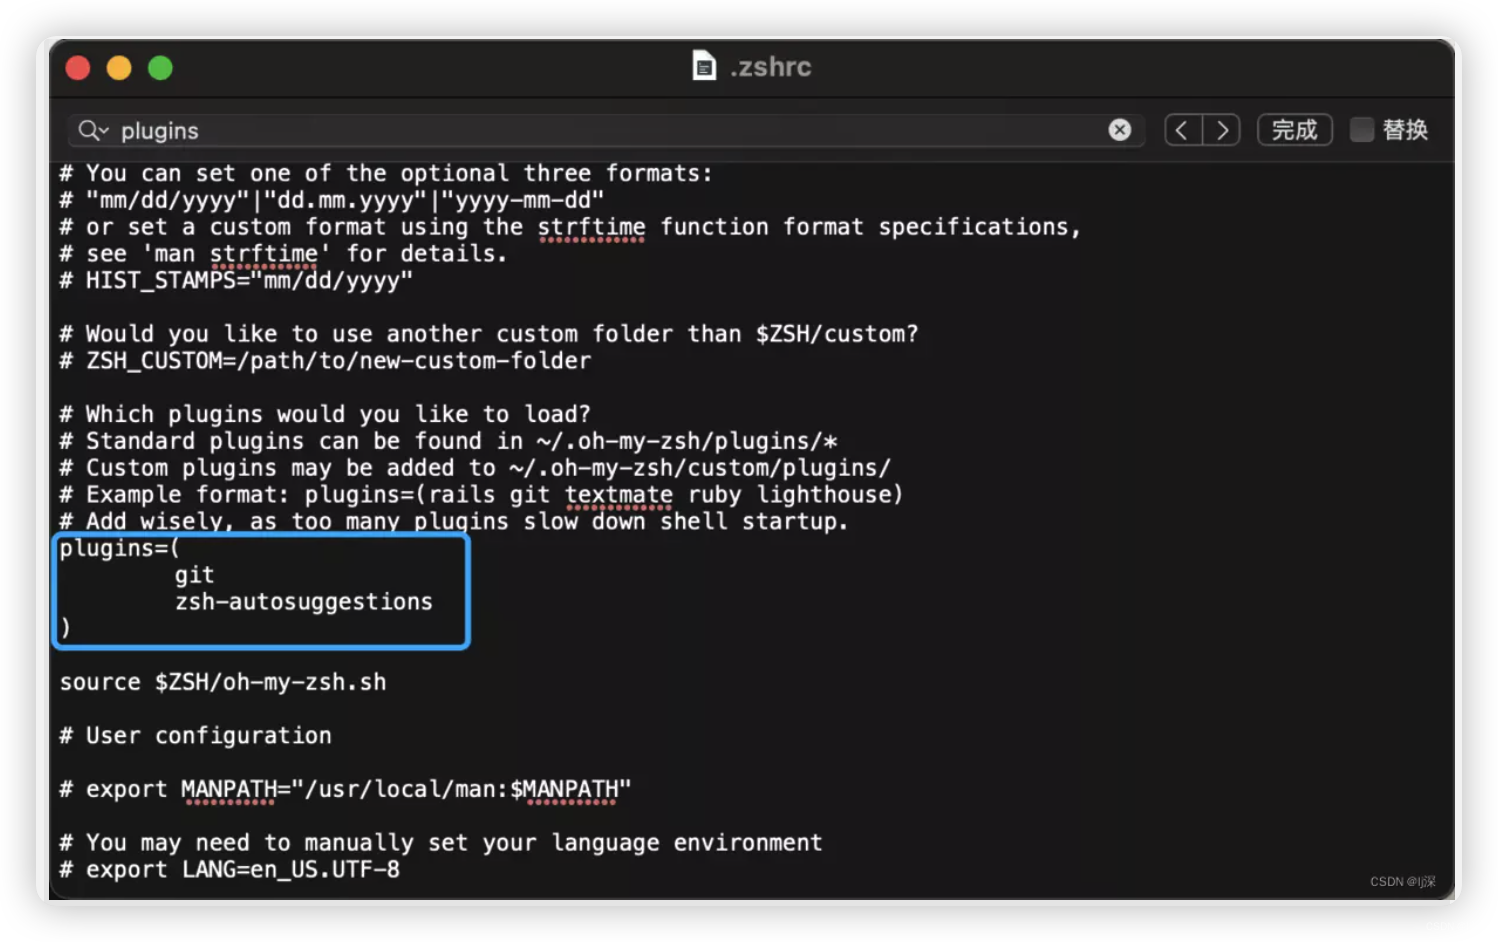 .zshrc
plugins
完成
替换
# You can set one of the optional three formats:
# "mm/dd/yyyy"|"dd.mm.yyyy"|"yyyy-mm-dd"
# or set a custom format using the strftime function format specifications,
# see 'man strftime' for details.
# HIST_STAMPS="mm/dd/yyyy"
# Would you like to use another custom folder than $ZSH/custom?
# ZSH_CUSTOM=/path/to/new-custom-folder
# Which plugins would you like to load?
# Standard plugins can be found in ~/.oh-my-zsh/plugins/*
# Custom plugins may be added to ~/.oh-my-zsh/custom/plugins/
# Example format: plugins=(rails git textmate ruby lighthouse)
# Add wisely, as too many plugins slow down shell startup.
plugins=(
git
zsh-autosuggestions
)
source $ZSH/oh-my-zsh.sh
# User configuration
# export MANPATH="/usr/local/man:$MANPATH"
# You may need to manually set your language environment
# export LANG=en_US.UTF-8
CSDN @lj深